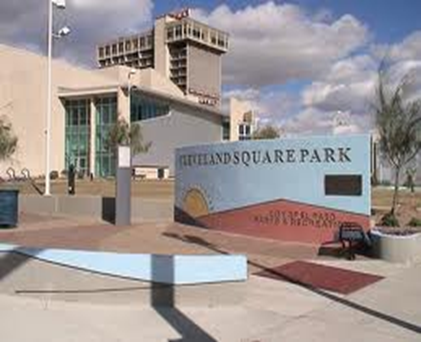 CLEVELAND SQUARE PARK
CITY OF EL PASO
PARKS & RECREATION